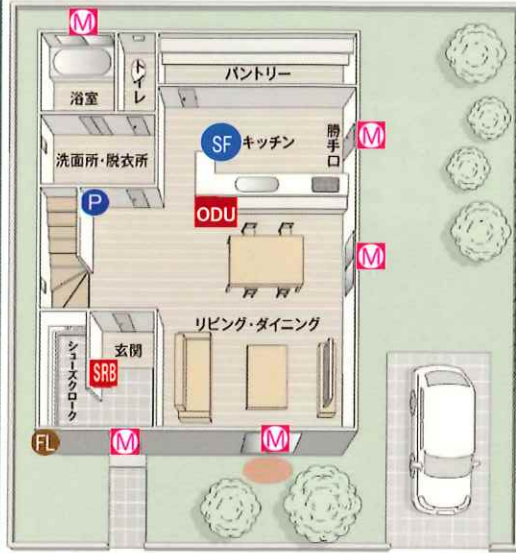 M
トイレ
パントリー
浴室
SF
キッチン
勝手口
M
洗面所・脱衣所
P
ODU
M
リビング・ダイニング
シューズクローク
玄関
SRB
FL
M
M